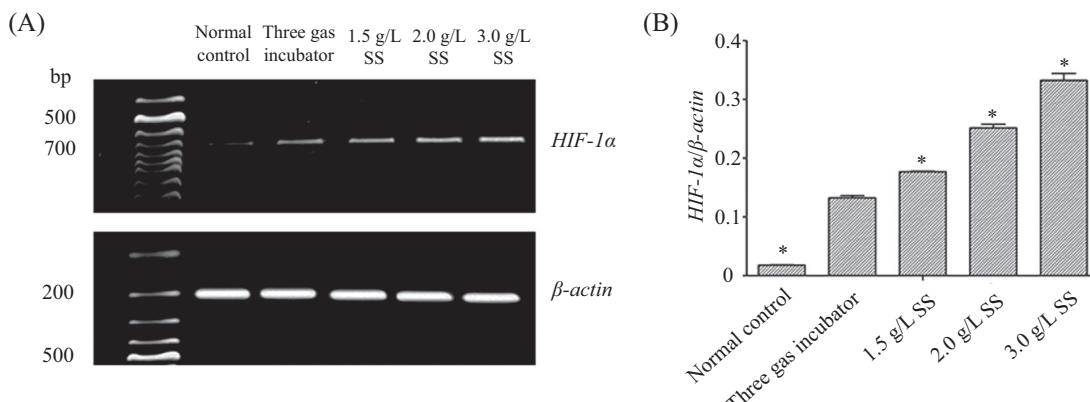 (A)
Normal control
Three gas incubator
1.5 g/L SS
2.0 g/L SS
3.0 g/L SS
bp
500
700
HIF-1α
200
500
β-actin
(B)
HIF-1α/β-actin
0.4
0.3
0.2
0.1
0
*
*
*
*
Normal control
Three gas incubator
1.5 g/L SS
2.0 g/L SS
3.0 g/L SS